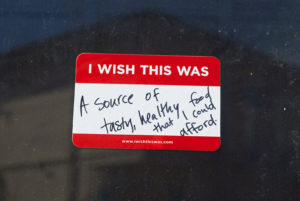 I WISH THIS WAS
A source of
tasty, healthy food
that I could
afford.
www.iwishthiswas.com